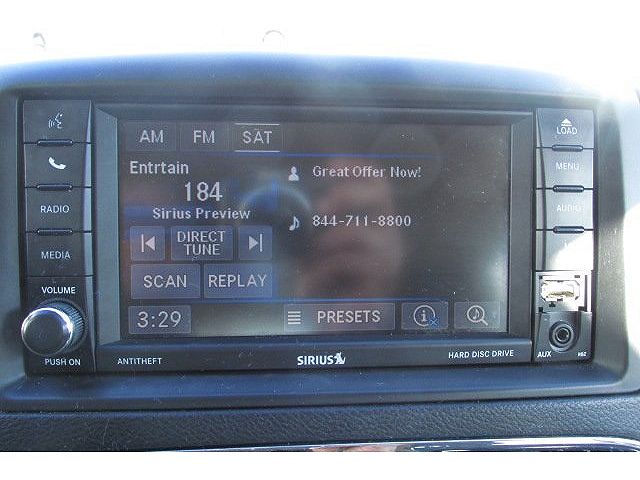 AM FM SAT
LOAD
Entrtain
Great Offer Now!
184
MENU
Sirius Preview
844-711-8800
RADIO
AUDIO
DIRECT
TUNE
MEDIA
SCAN REPLAY
VOLUME
3:29
PRESETS
PUSH ON
ANTITHEFT
SIRIUS
HARD DISC DRIVE
AUX